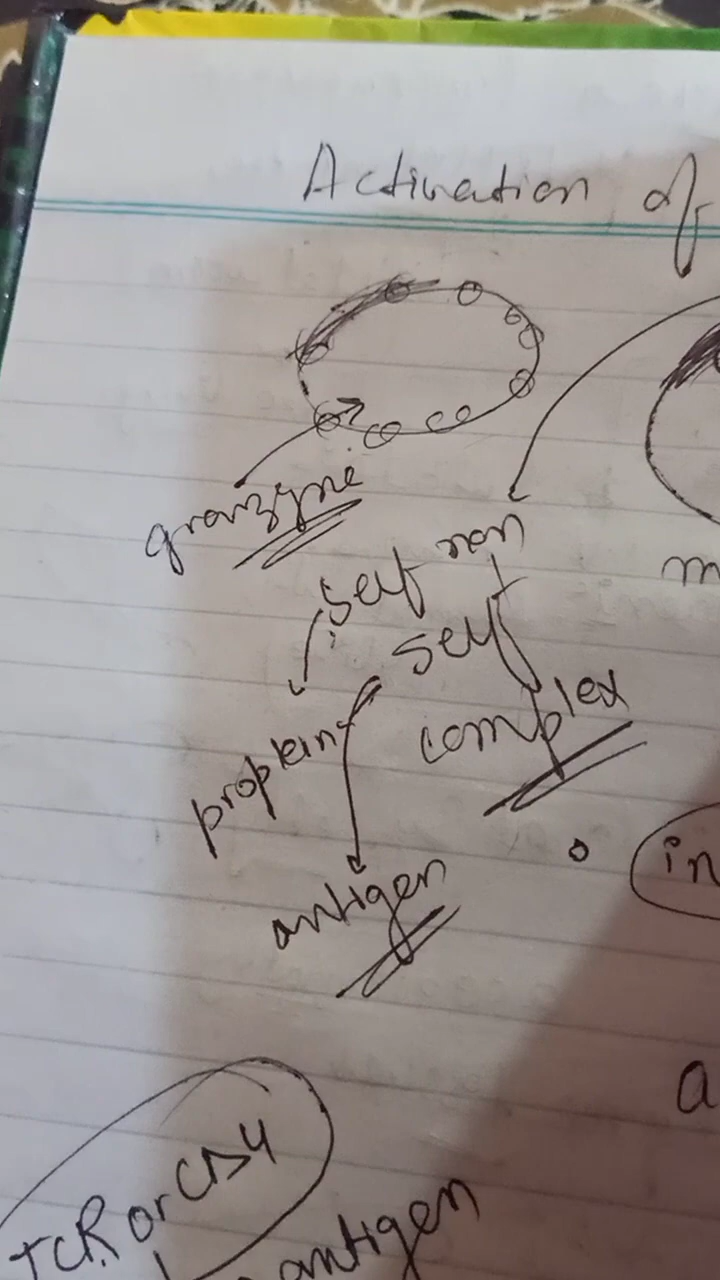 Activation of
granzyme
self non
self
complex
protein
antigen
m
in
a
TCR or CD4
antigen